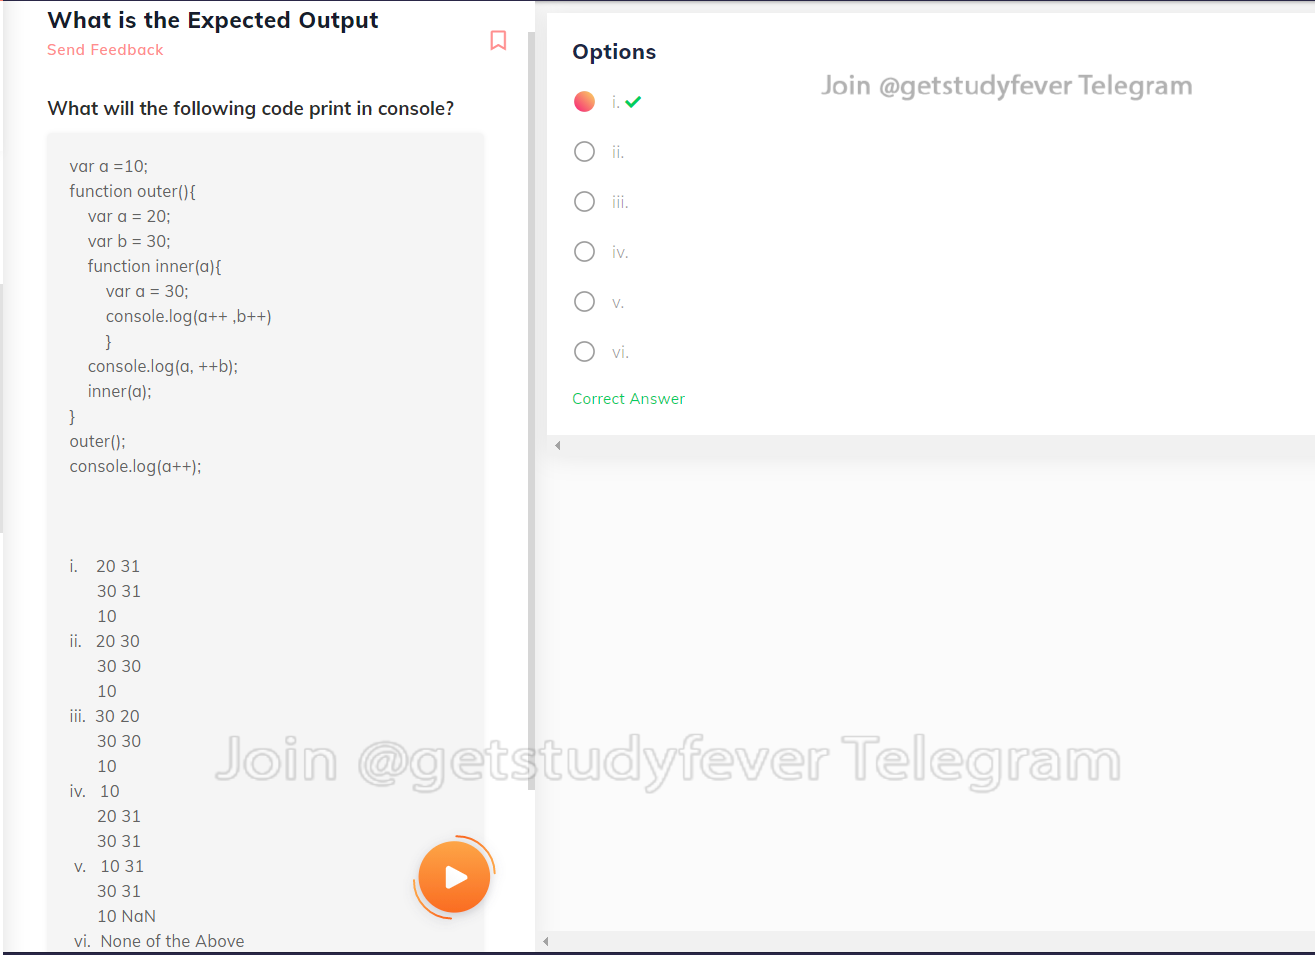 What is the Expected Output
Send Feedback
What will the following code print in console?
var a =10;
function outer(){
var a = 20;
var b = 30;
function inner(a){
var a = 30;
console.log(a++ ,b++)
}
console.log(a, ++b);
inner(a);
}
outer();
console.log(a++);
i. 20 31
30 31
10
ii. 20 30
30 30
10
iii. 30 20
30 30
10
iv. 10
20 31
30 31
v. 10 31
30 31
10 NaN
vi. None of the Above
Options
Join @getstudyfever Telegram
i.
ii.
iii.
iv.
v.
vi.
Correct Answer
Join @getstudyfever Telegram